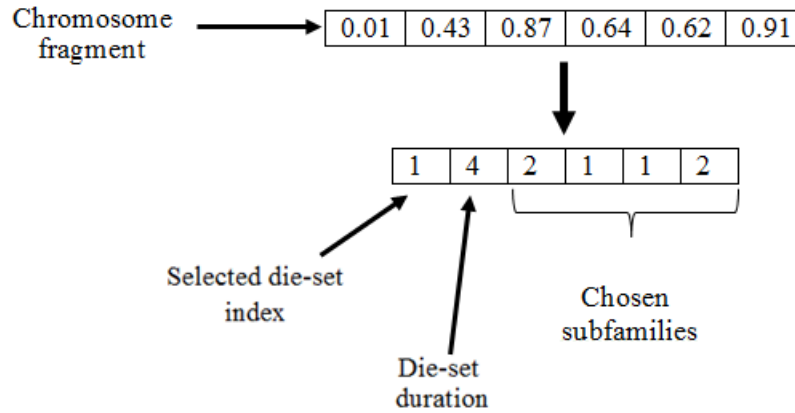 Chromosome
fragment
0.01 0.43 0.87 0.64 0.62 0.91
1 4 2 1 1 2
Selected die-set
index
Chosen
subfamilies
Die-set
duration